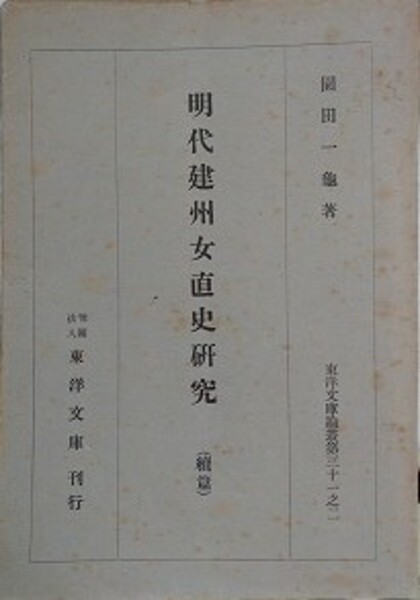 園田一龜著
東洋文庫論叢第三十一之二
明代建州女直史研究
(續篇)
財團法人
東洋文庫刊行